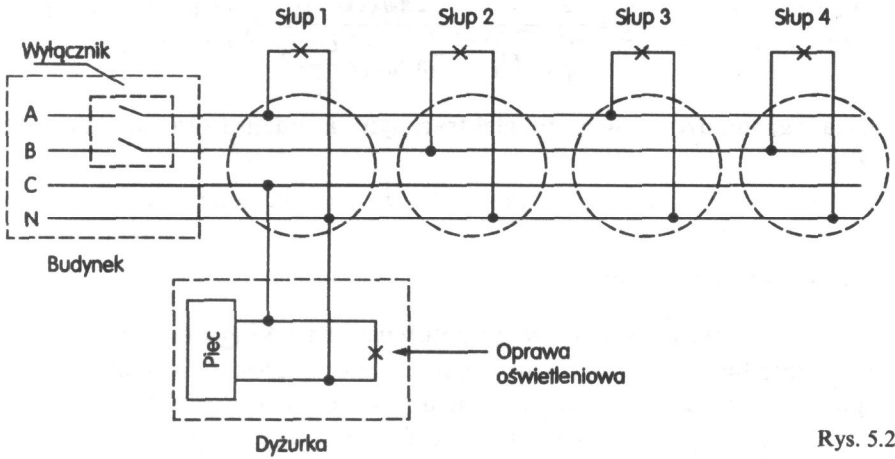 Słup 1
Słup 2
Słup 3
Słup 4
Wyłącznik
A
B
C
N
Budynek
Piec
Oprawa
oświetleniowa
Dyżurka
Rys. 5.2